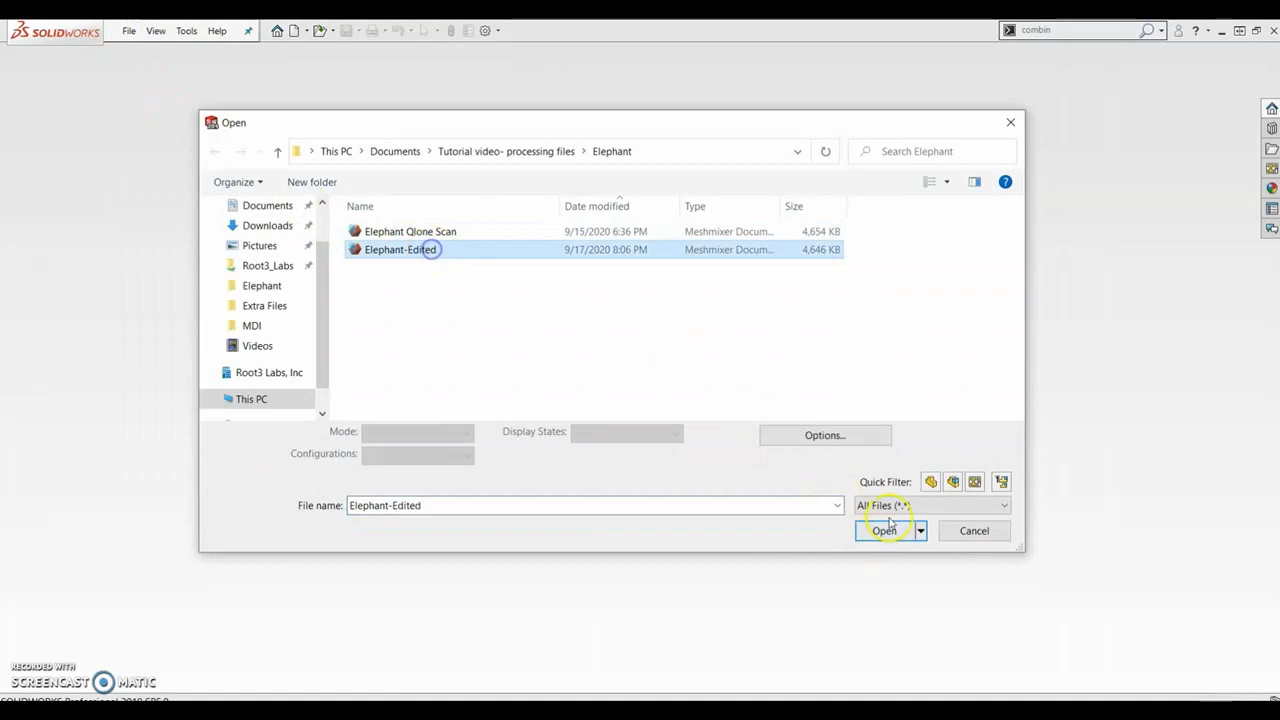 SOLIDWORKS File View Tools Help combin
Open
This PC Documents Tutorial video- processing files Elephant Search Elephant
Organize New folder
Name Date modified Type Size
Documents
Downloads
Pictures
Root3_Labs
Elephant
Extra Files
MDI
Videos
Root3 Labs, Inc
This PC
Elephant Qlone Scan 9/15/2020 6:36 PM Meshmixer Docum... 4,654 KB
Elephant-Edited 9/17/2020 8:06 PM Meshmixer Docum... 4,646 KB
Mode: Display States: Options...
Configurations:
Quick Filter:
File name: Elephant-Edited All Files (*.*)
Open Cancel
RECORDED WITH
SCREENCAST MATIC